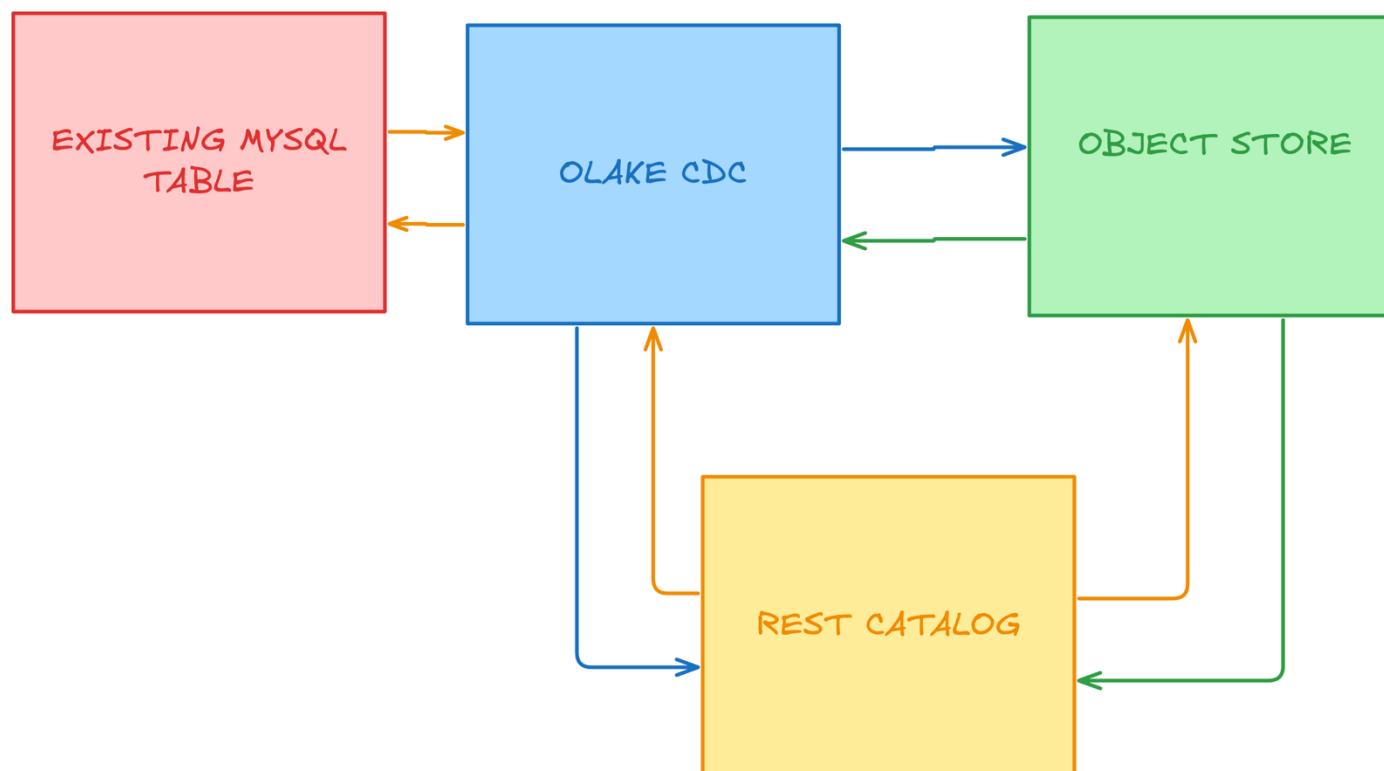 EXISTING MYSQL
TABLE
OLAKE CDC
OBJECT STORE
REST CATALOG